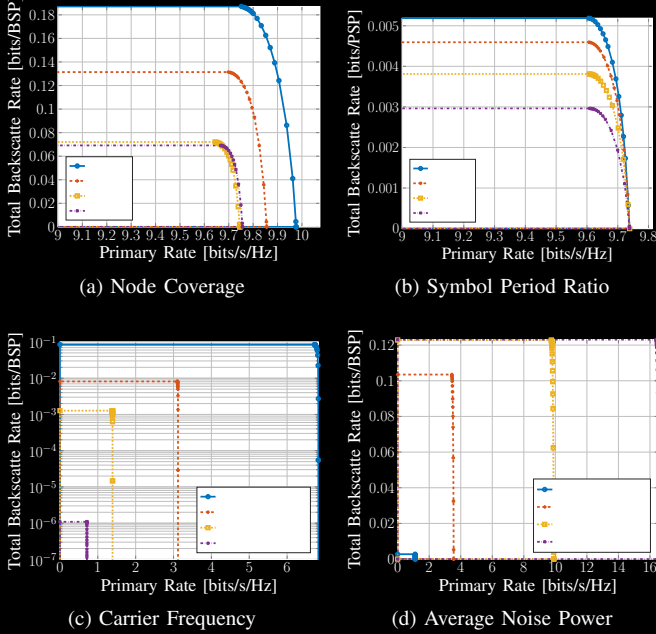 Total Backscatte Rate [bits/BSP]
0.18
0.16
0.14
0.12
0.1
0.08
0.06
0.04
0.02
0
9 9.1 9.2 9.3 9.4 9.5 9.6 9.7 9.8 9.9 10
Primary Rate [bits/s/Hz]
(a) Node Coverage
Total Backscatte Rate [bits/PSP]
0.005
0.004
0.003
0.002
0.001
0
9 9.1 9.2 9.3 9.4 9.5 9.6 9.7 9.8
Primary Rate [bits/s/Hz]
(b) Symbol Period Ratio
Total Backscatte Rate [bits/BSP]
10−1
10−2
10−3
10−4
10−5
10−6
10−7
0 1 2 3 4 5 6
Primary Rate [bits/s/Hz]
(c) Carrier Frequency
Total Backscatte Rate [bits/BSP]
0.12
0.1
0.08
0.06
0.04
0.02
0
0 2 4 6 8 10 12 14 16
Primary Rate [bits/s/Hz]
(d) Average Noise Power